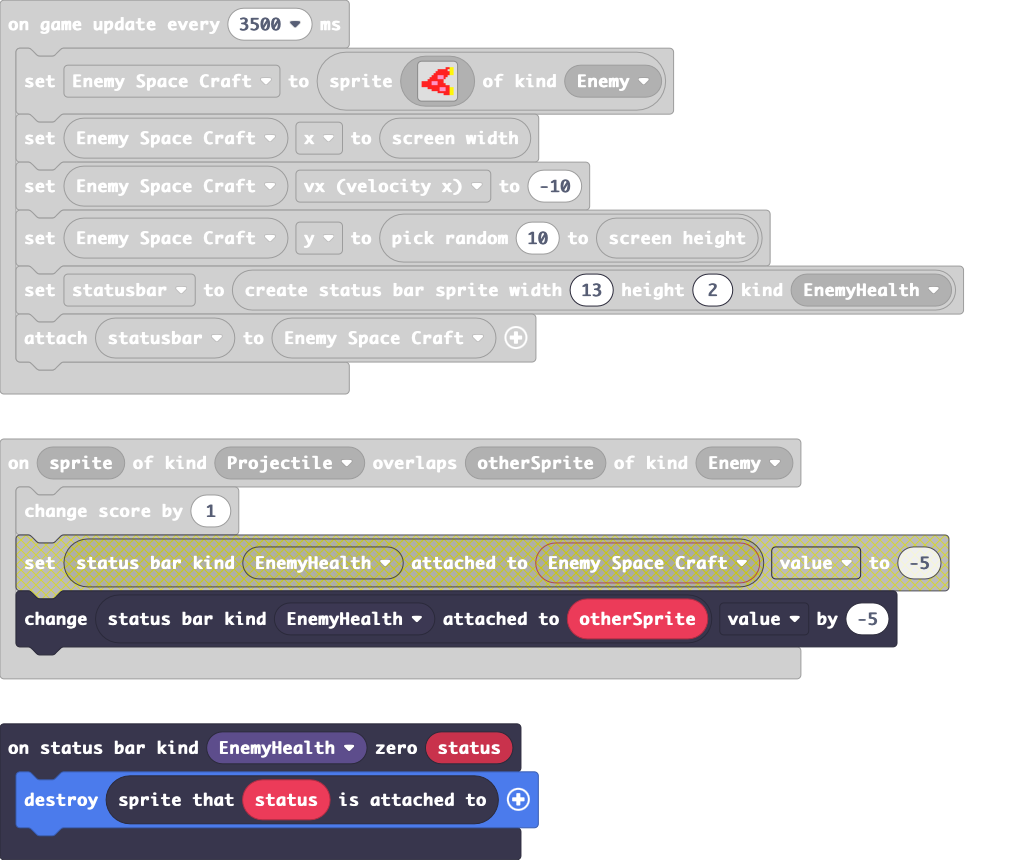 on game update every 3500 ms
set Enemy Space Craft to sprite of kind Enemy
set Enemy Space Craft x to screen width
set Enemy Space Craft vx (velocity x) to -10
set Enemy Space Craft y to pick random 10 to screen height
set statusbar to create status bar sprite width 13 height 2 kind EnemyHealth
attach statusbar to Enemy Space Craft
on sprite of kind Projectile overlaps otherSprite of kind Enemy
change score by 1
set status bar kind EnemyHealth attached to Enemy Space Craft value to -5
change status bar kind EnemyHealth attached to otherSprite value by -5
on status bar kind EnemyHealth zero status
destroy sprite that status is attached to